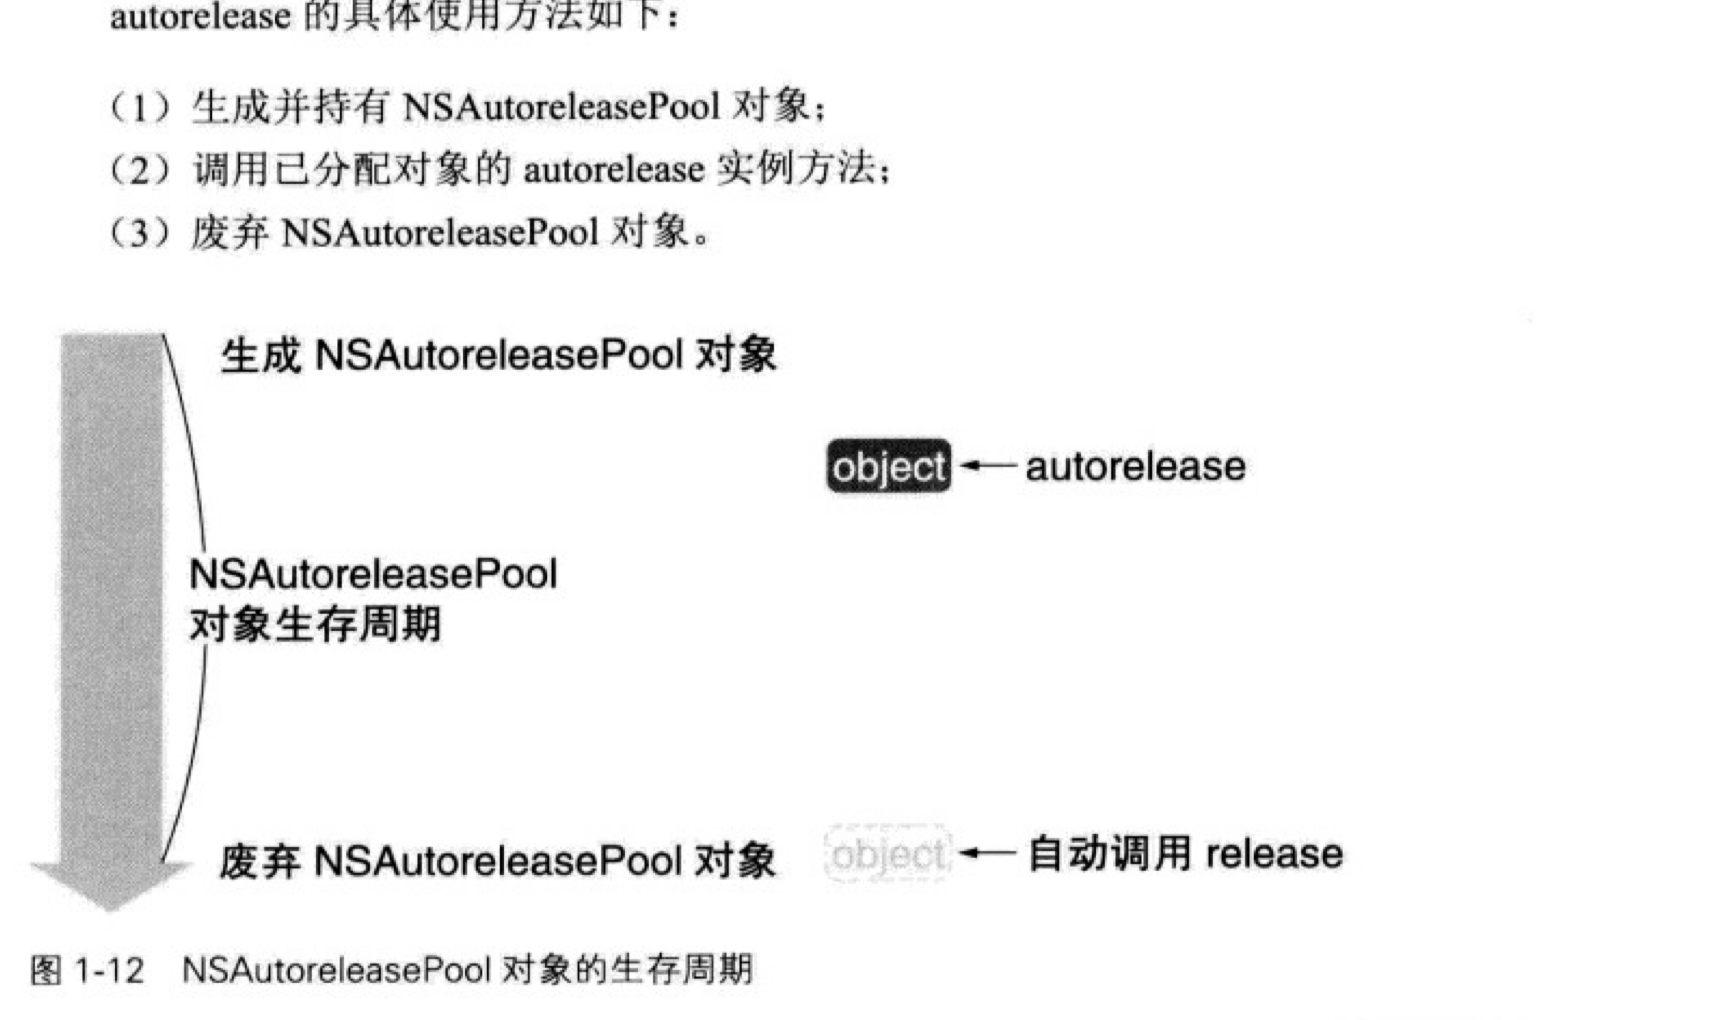 autorelease 的具体使用方法如下：
（1）生成并持有 NSAutoreleasePool 对象；
（2）调用已分配对象的 autorelease 实例方法；
（3）废弃 NSAutoreleasePool 对象。
生成 NSAutoreleasePool 对象
object
autorelease
NSAutoreleasePool
对象生存周期
废弃 NSAutoreleasePool 对象
object
自动调用 release
图 1-12 NSAutoreleasePool 对象的生存周期